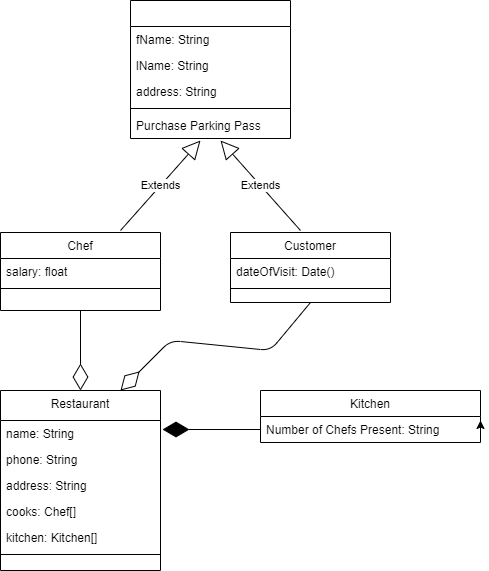 fName: String
lName: String
address: String
Purchase Parking Pass
Extends
Extends
Chef
salary: float
Customer
dateOfVisit: Date()
Restaurant
name: String
phone: String
address: String
cooks: Chef[]
kitchen: Kitchen[]
Kitchen
Number of Chefs Present: String